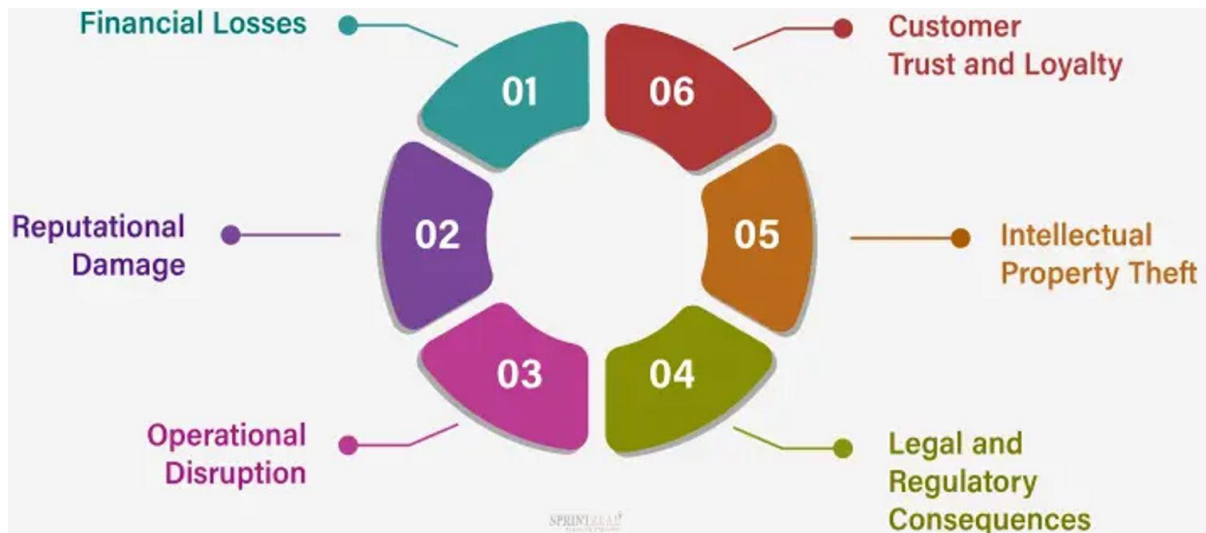 Financial Losses
01
Reputational
Damage
02
Operational
Disruption
03
04
Legal and
Regulatory
Consequences
05
Intellectual
Property Theft
06
Customer
Trust and Loyalty
SPRINTZEAL